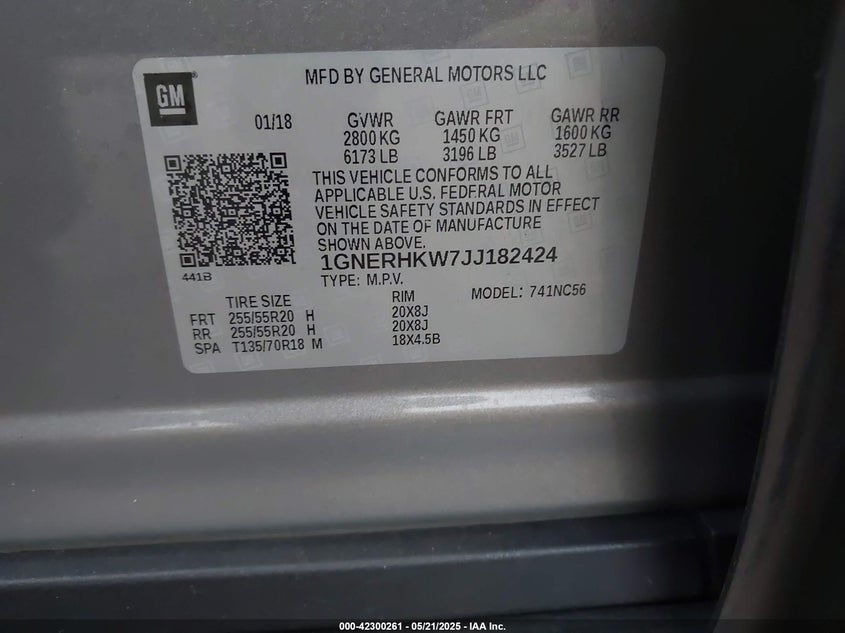 MFD BY GENERAL MOTORS LLC
GM
01/18 GVWR GAWR FRT GAWR RR
2800 KG 1450 KG 1600 KG
6173 LB 3196 LB 3527 LB
THIS VEHICLE CONFORMS TO ALL
APPLICABLE U.S. FEDERAL MOTOR
VEHICLE SAFETY STANDARDS IN EFFECT
ON THE DATE OF MANUFACTURE
SHOWN ABOVE.
1GNERHKW7JJ182424
441B
TYPE: M.P.V. MODEL: 741NC56
TIRE SIZE RIM
FRT 255/55R20 H 20X8J
RR 255/55R20 H 20X8J
SPA T135/70R18 M 18X4.5B
000-42300261 - 05/21/2025 - IAA Inc.